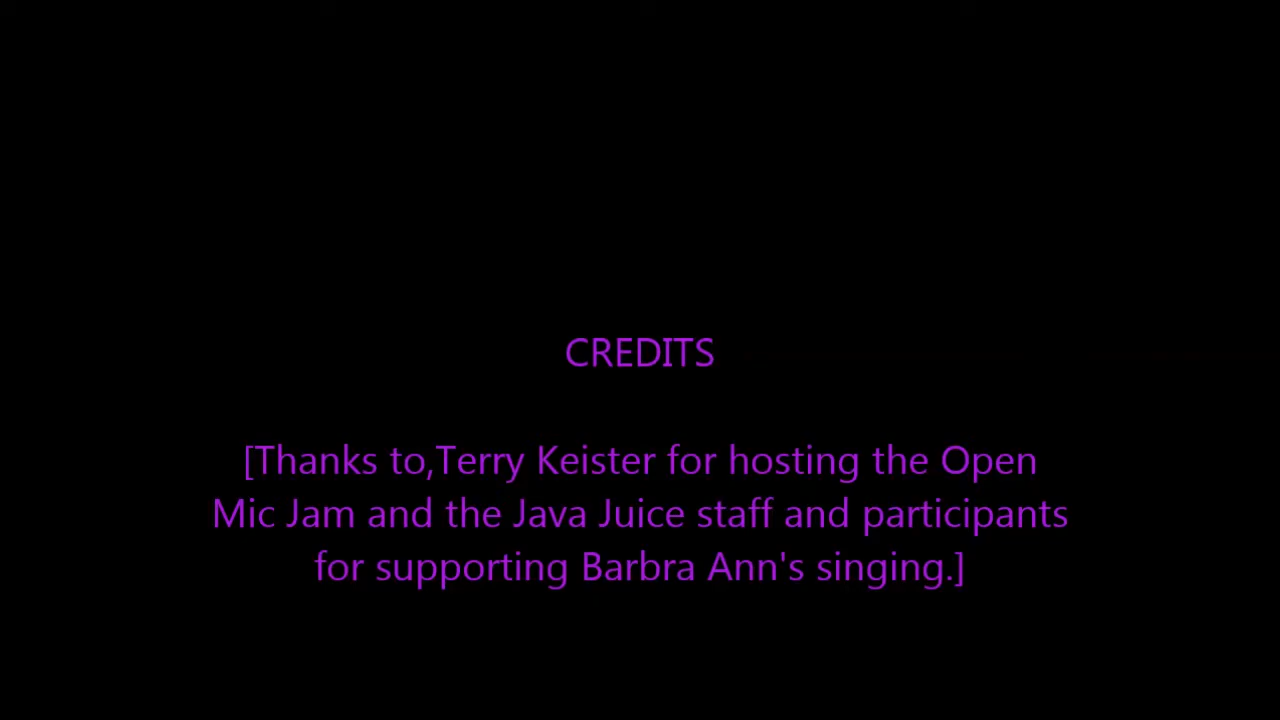 CREDITS
[Thanks to,Terry Keister for hosting the Open
Mic Jam and the Java Juice staff and participants
for supporting Barbra Ann's singing.]